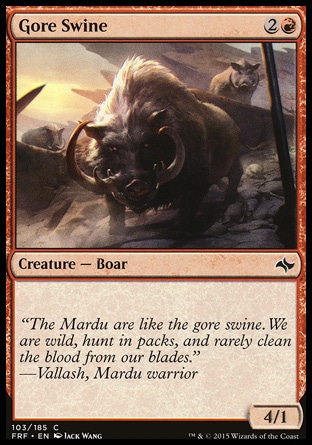 Gore Swine 2
Creature — Boar
“The Mardu are like the gore swine. We
are wild, hunt in packs, and rarely clean
the blood from our blades.”
—Vallash, Mardu warrior
4/1
103/185 C
FRF • EN Jack Wang
™ & © 2015 Wizards of the Coast